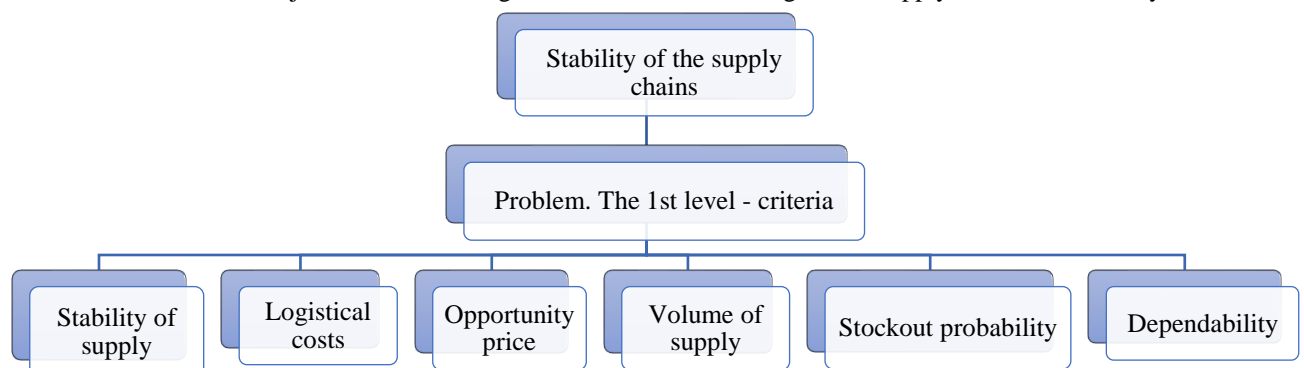 Stability of the supply
chains
Problem. The 1st level - criteria
Stability of
supply
Logistical
costs
Opportunity
price
Volume of
supply
Stockout probability
Dependability